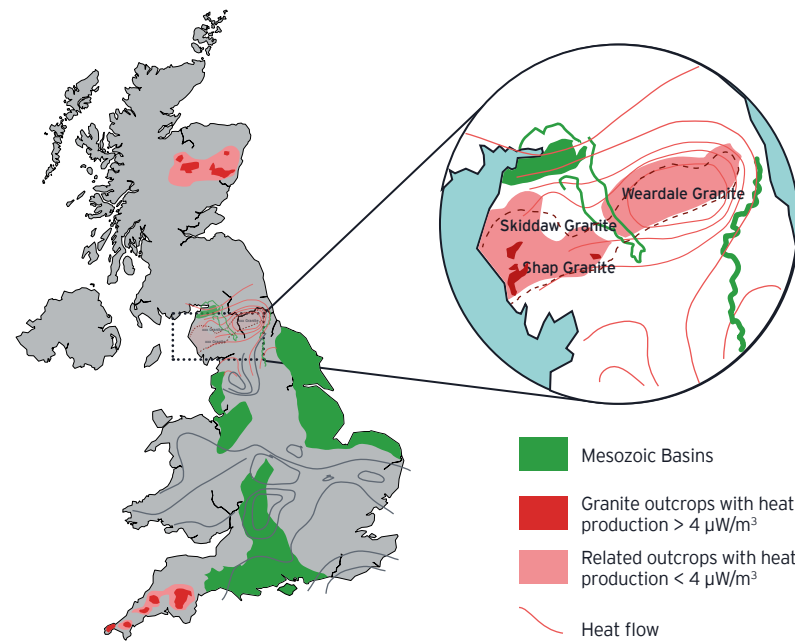 Weardale Granite
Skiddaw Granite
Shap Granite
Mesozoic Basins
Granite outcrops with heat
production > 4 µW/m³
Related outcrops with heat
production < 4 µW/m³
Heat flow